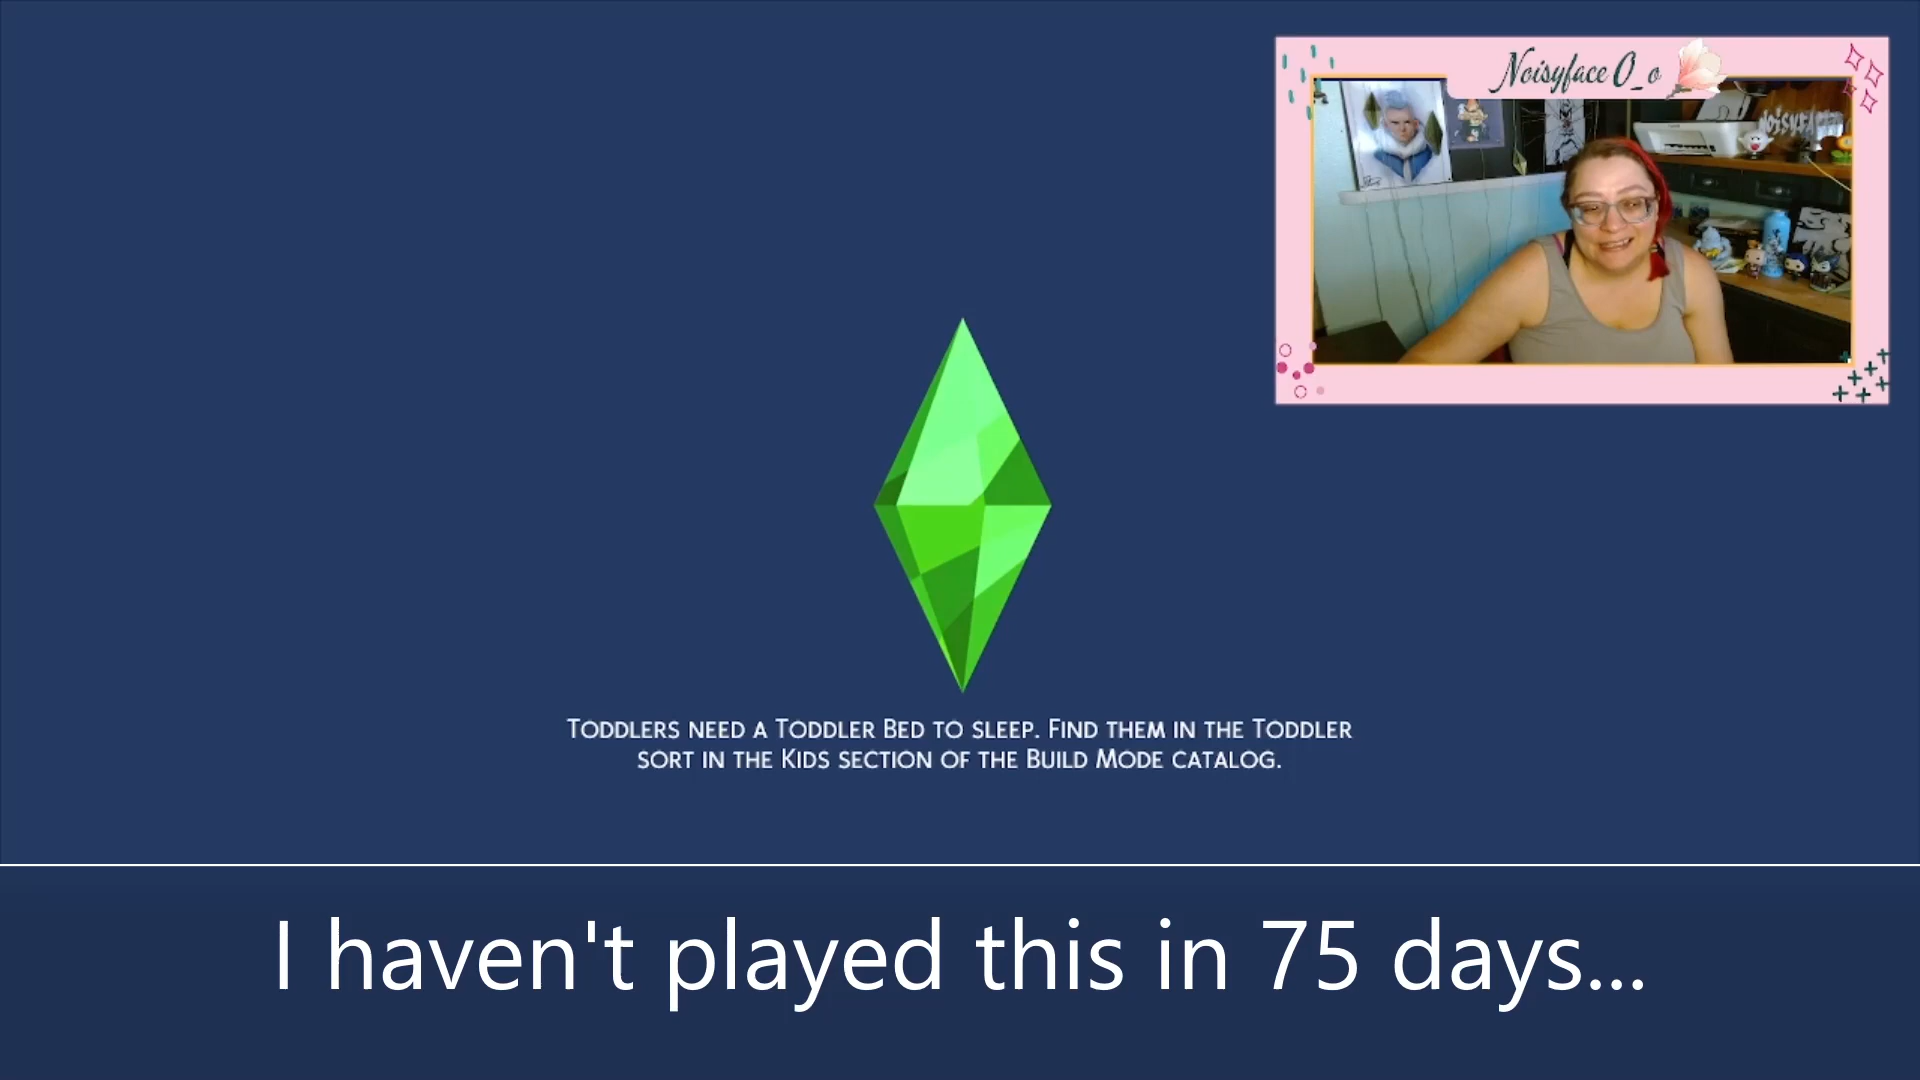 Noisyface O_o
NOISYFACE
TODDLERS NEED A TODDLER BED TO SLEEP. FIND THEM IN THE TODDLER
SORT IN THE KIDS SECTION OF THE BUILD MODE CATALOG.
I haven't played this in 75 days...